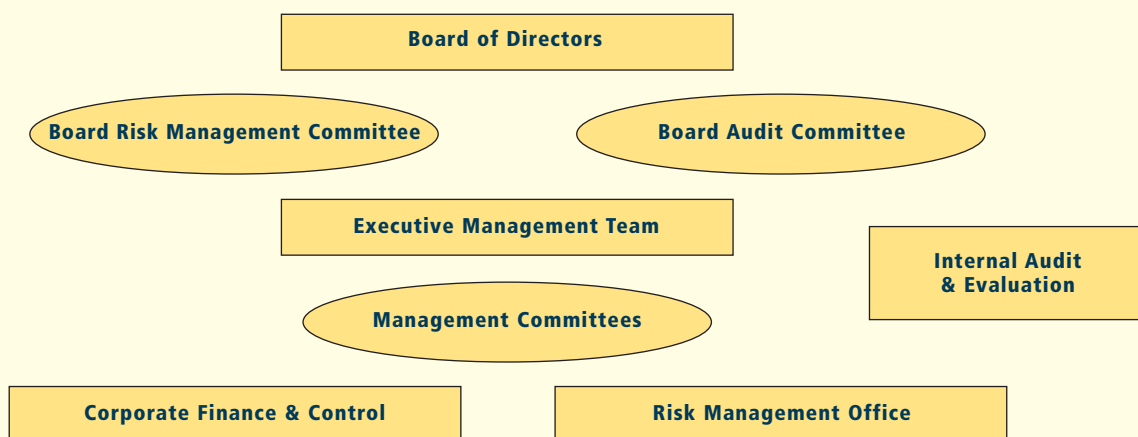 Board of Directors
Board Risk Management Committee
Board Audit Committee
Executive Management Team
Internal Audit
& Evaluation
Management Committees
Corporate Finance & Control
Risk Management Office